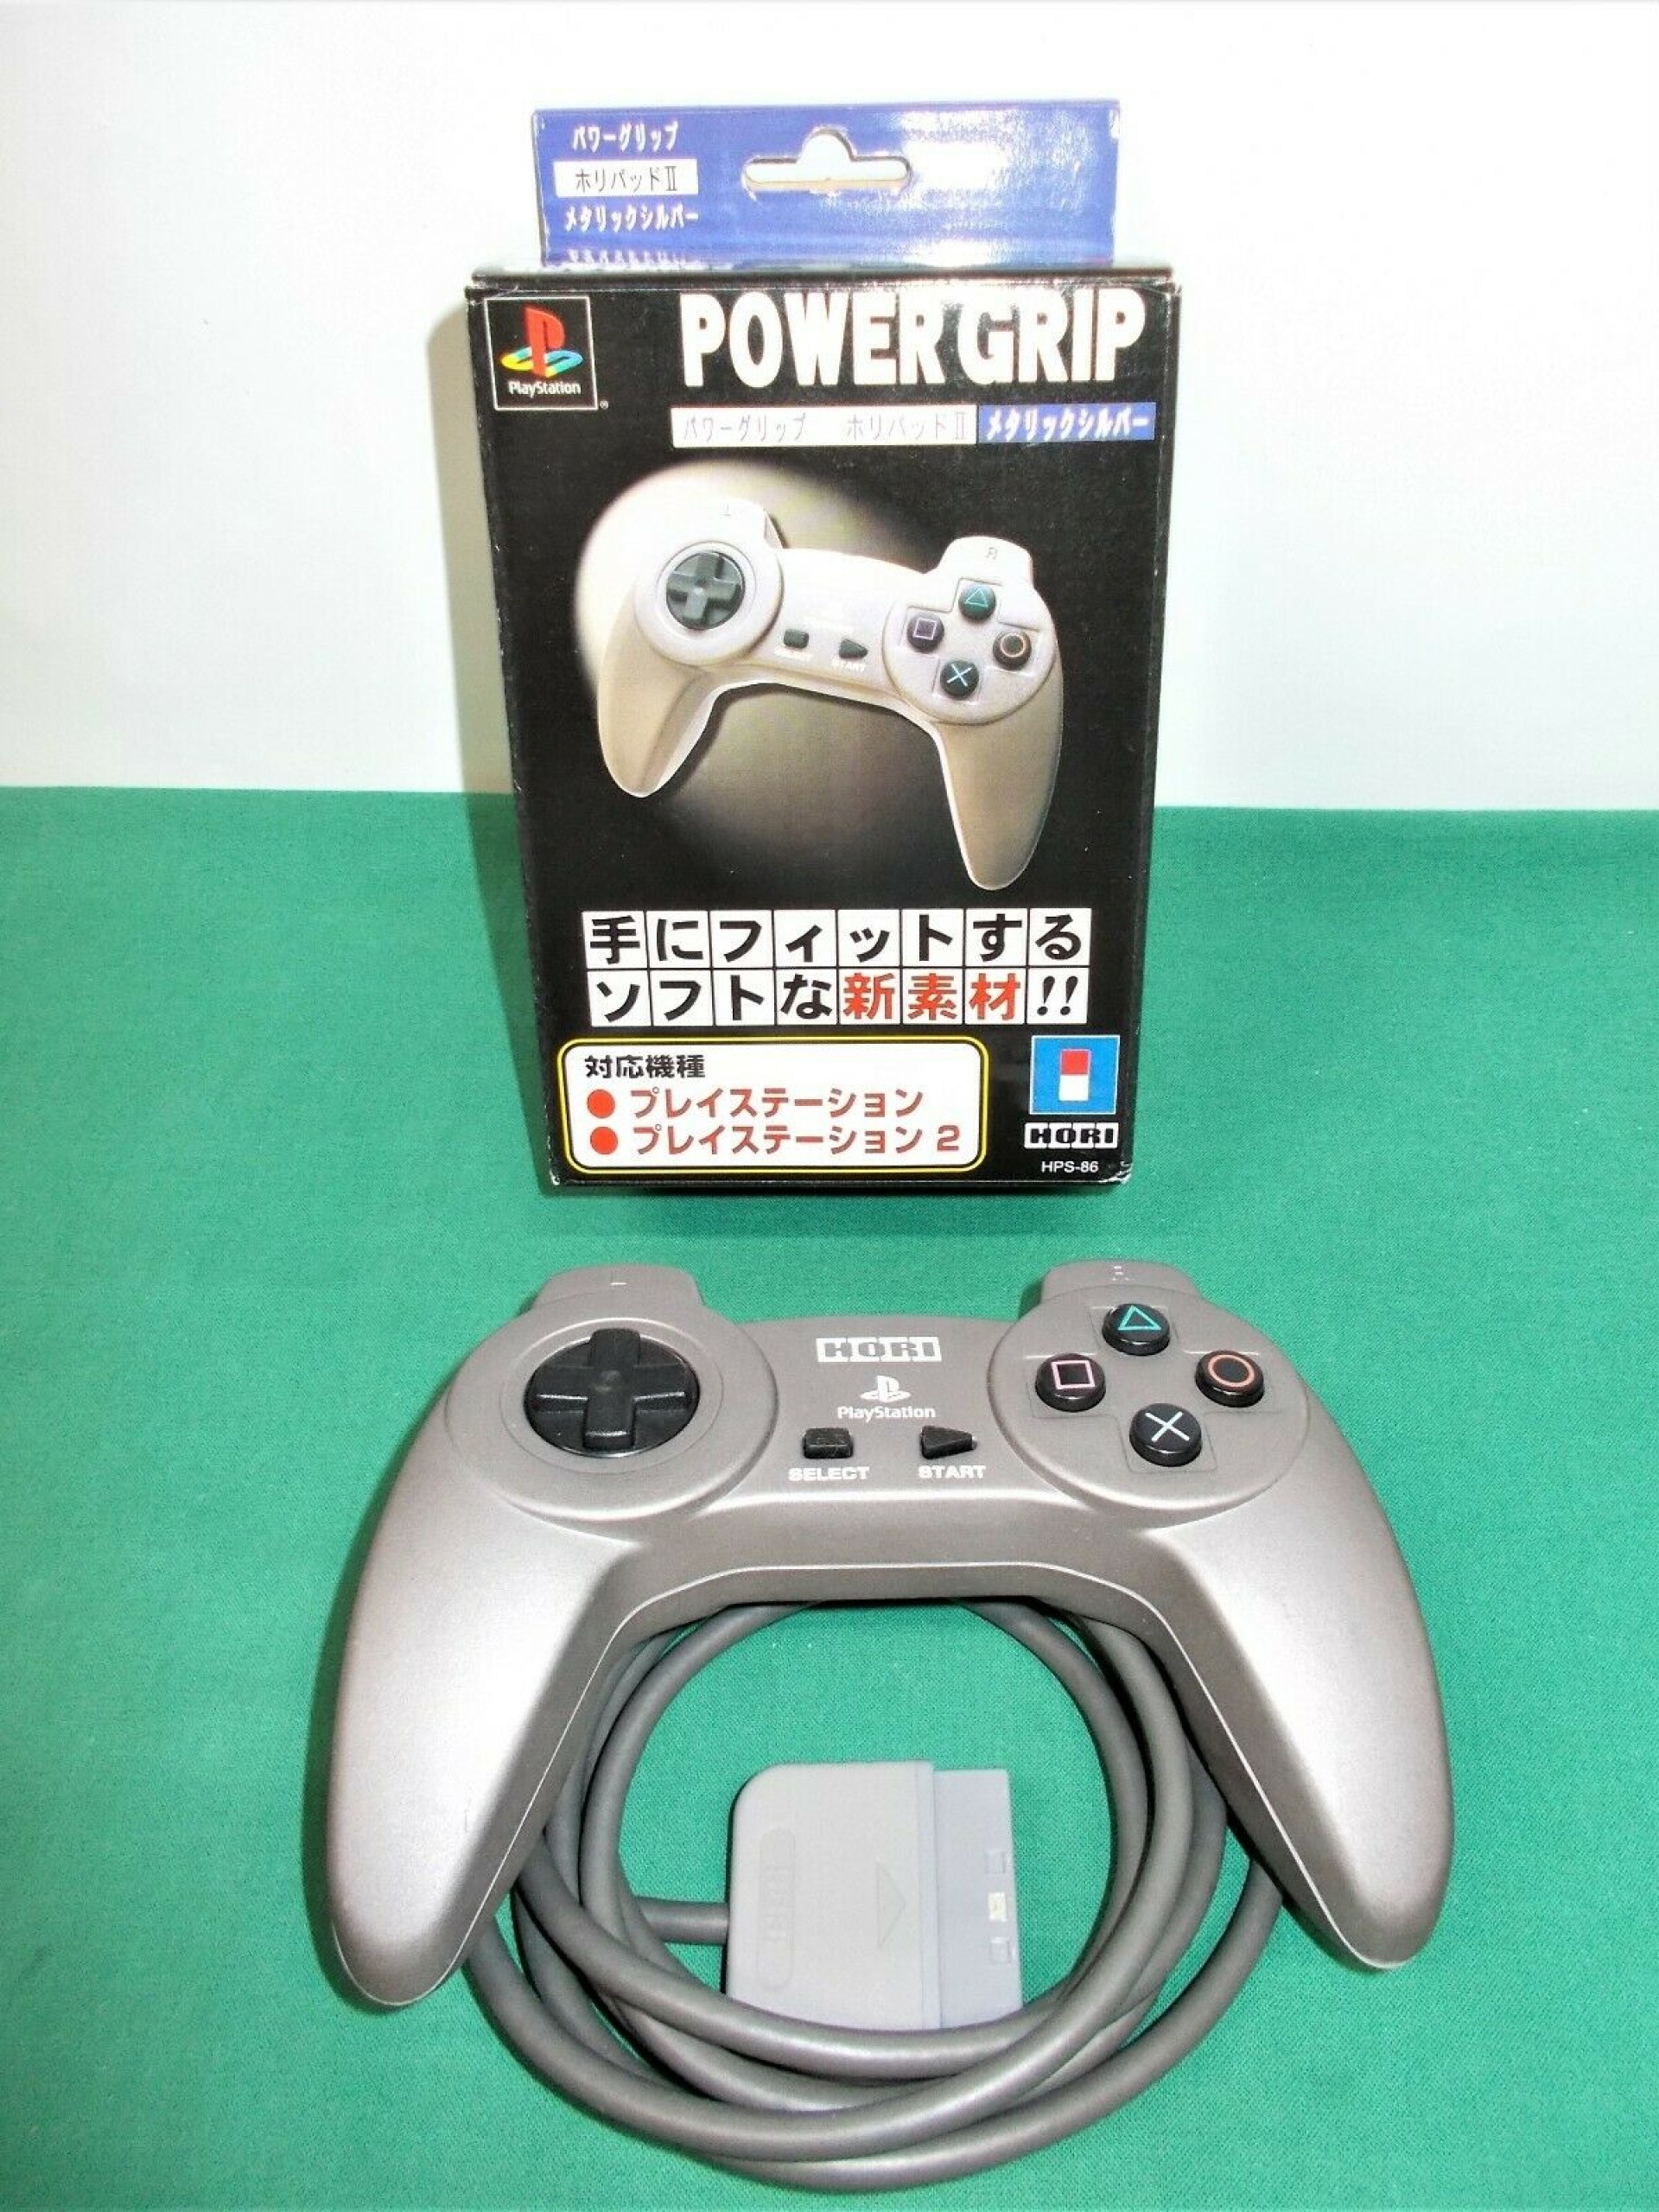 パワーグリップ
ホリパッドⅡ
メタリックシルバー
PlayStation
®
POWER GRIP
パワーグリップ ホリパッドⅡ メタリックシルバー
L
R
START
手にフィットする
ソフトな新素材!!
対応機種
● プレイステーション
● プレイステーション 2
HORI
HPS-86
R
HORI
PlayStation
SELECT START